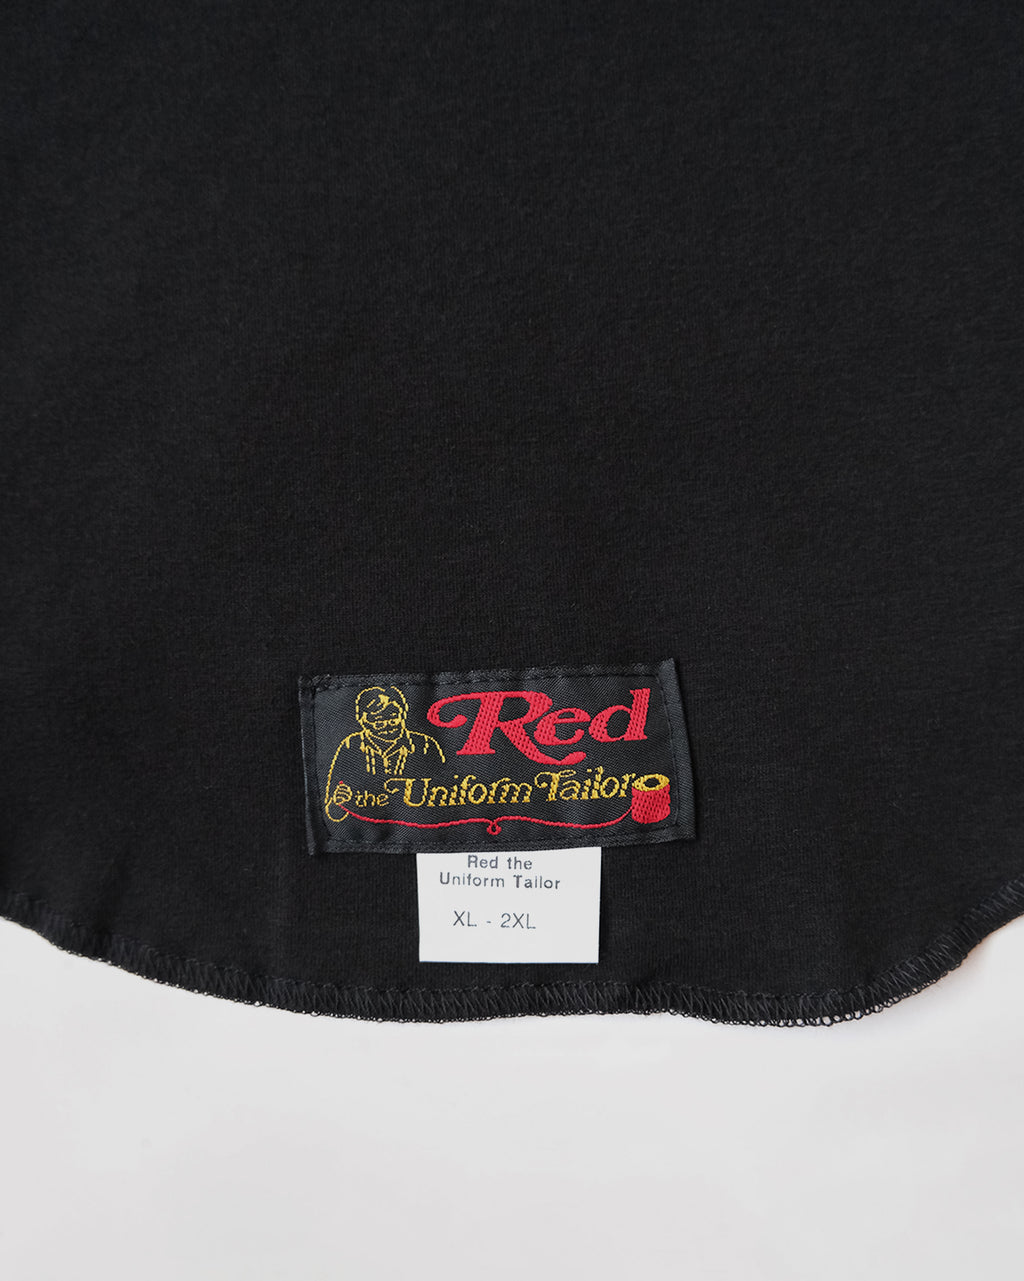 Red
the Uniform Tailor
Red the
Uniform Tailor
XL - 2XL